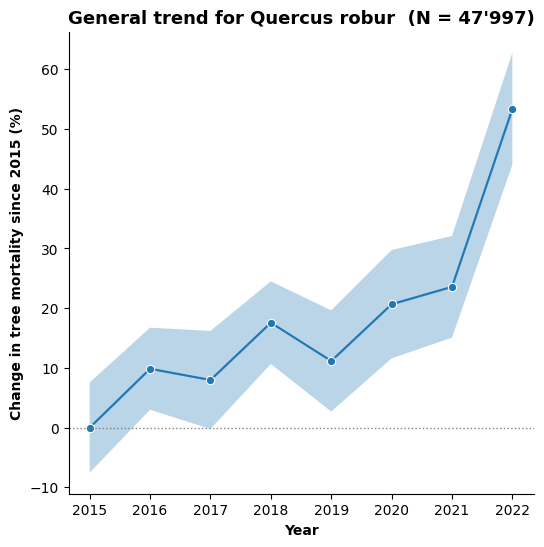 General trend for Quercus robur (N = 47'997)
Change in tree mortality since 2015 (%)
60
50
40
30
20
10
0
−10
2015 2016 2017 2018 2019 2020 2021 2022
Year